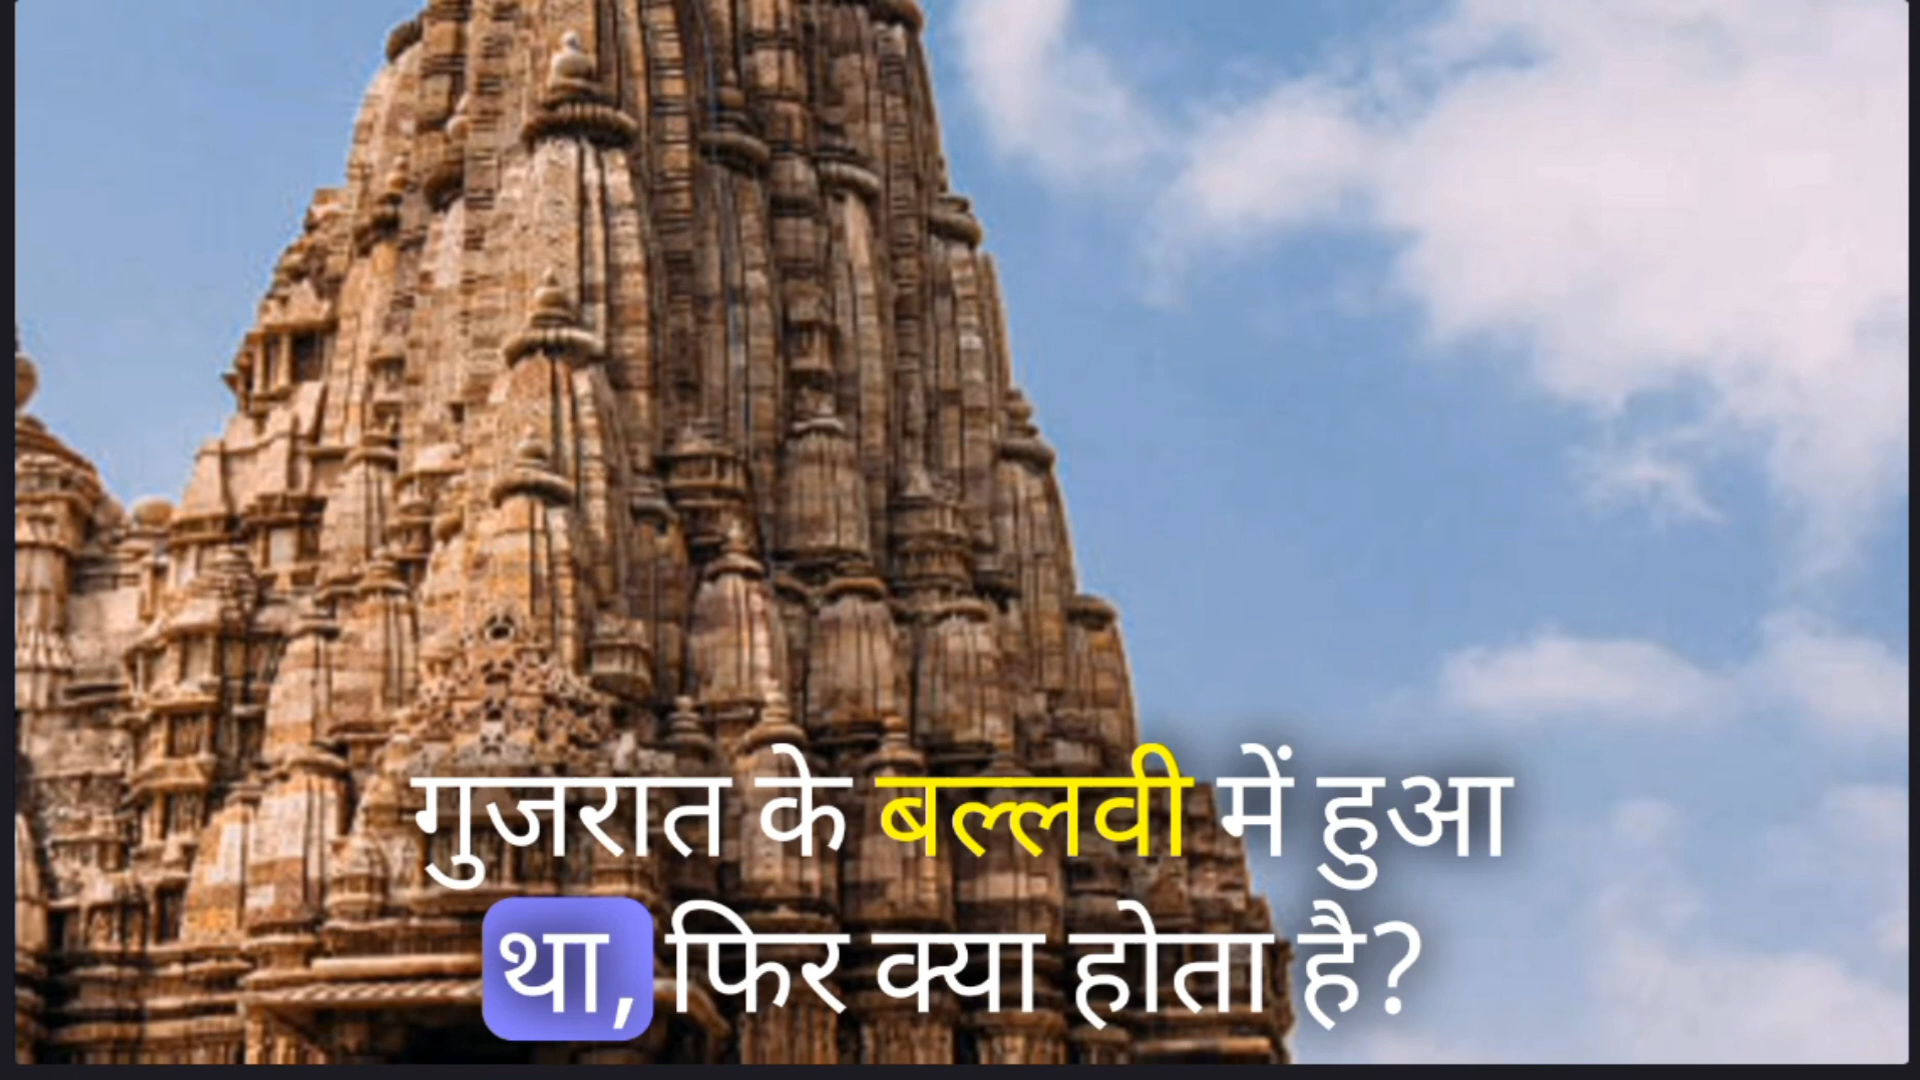 गुजरात के बल्लवी में हुआ
था, फिर क्या होता है?